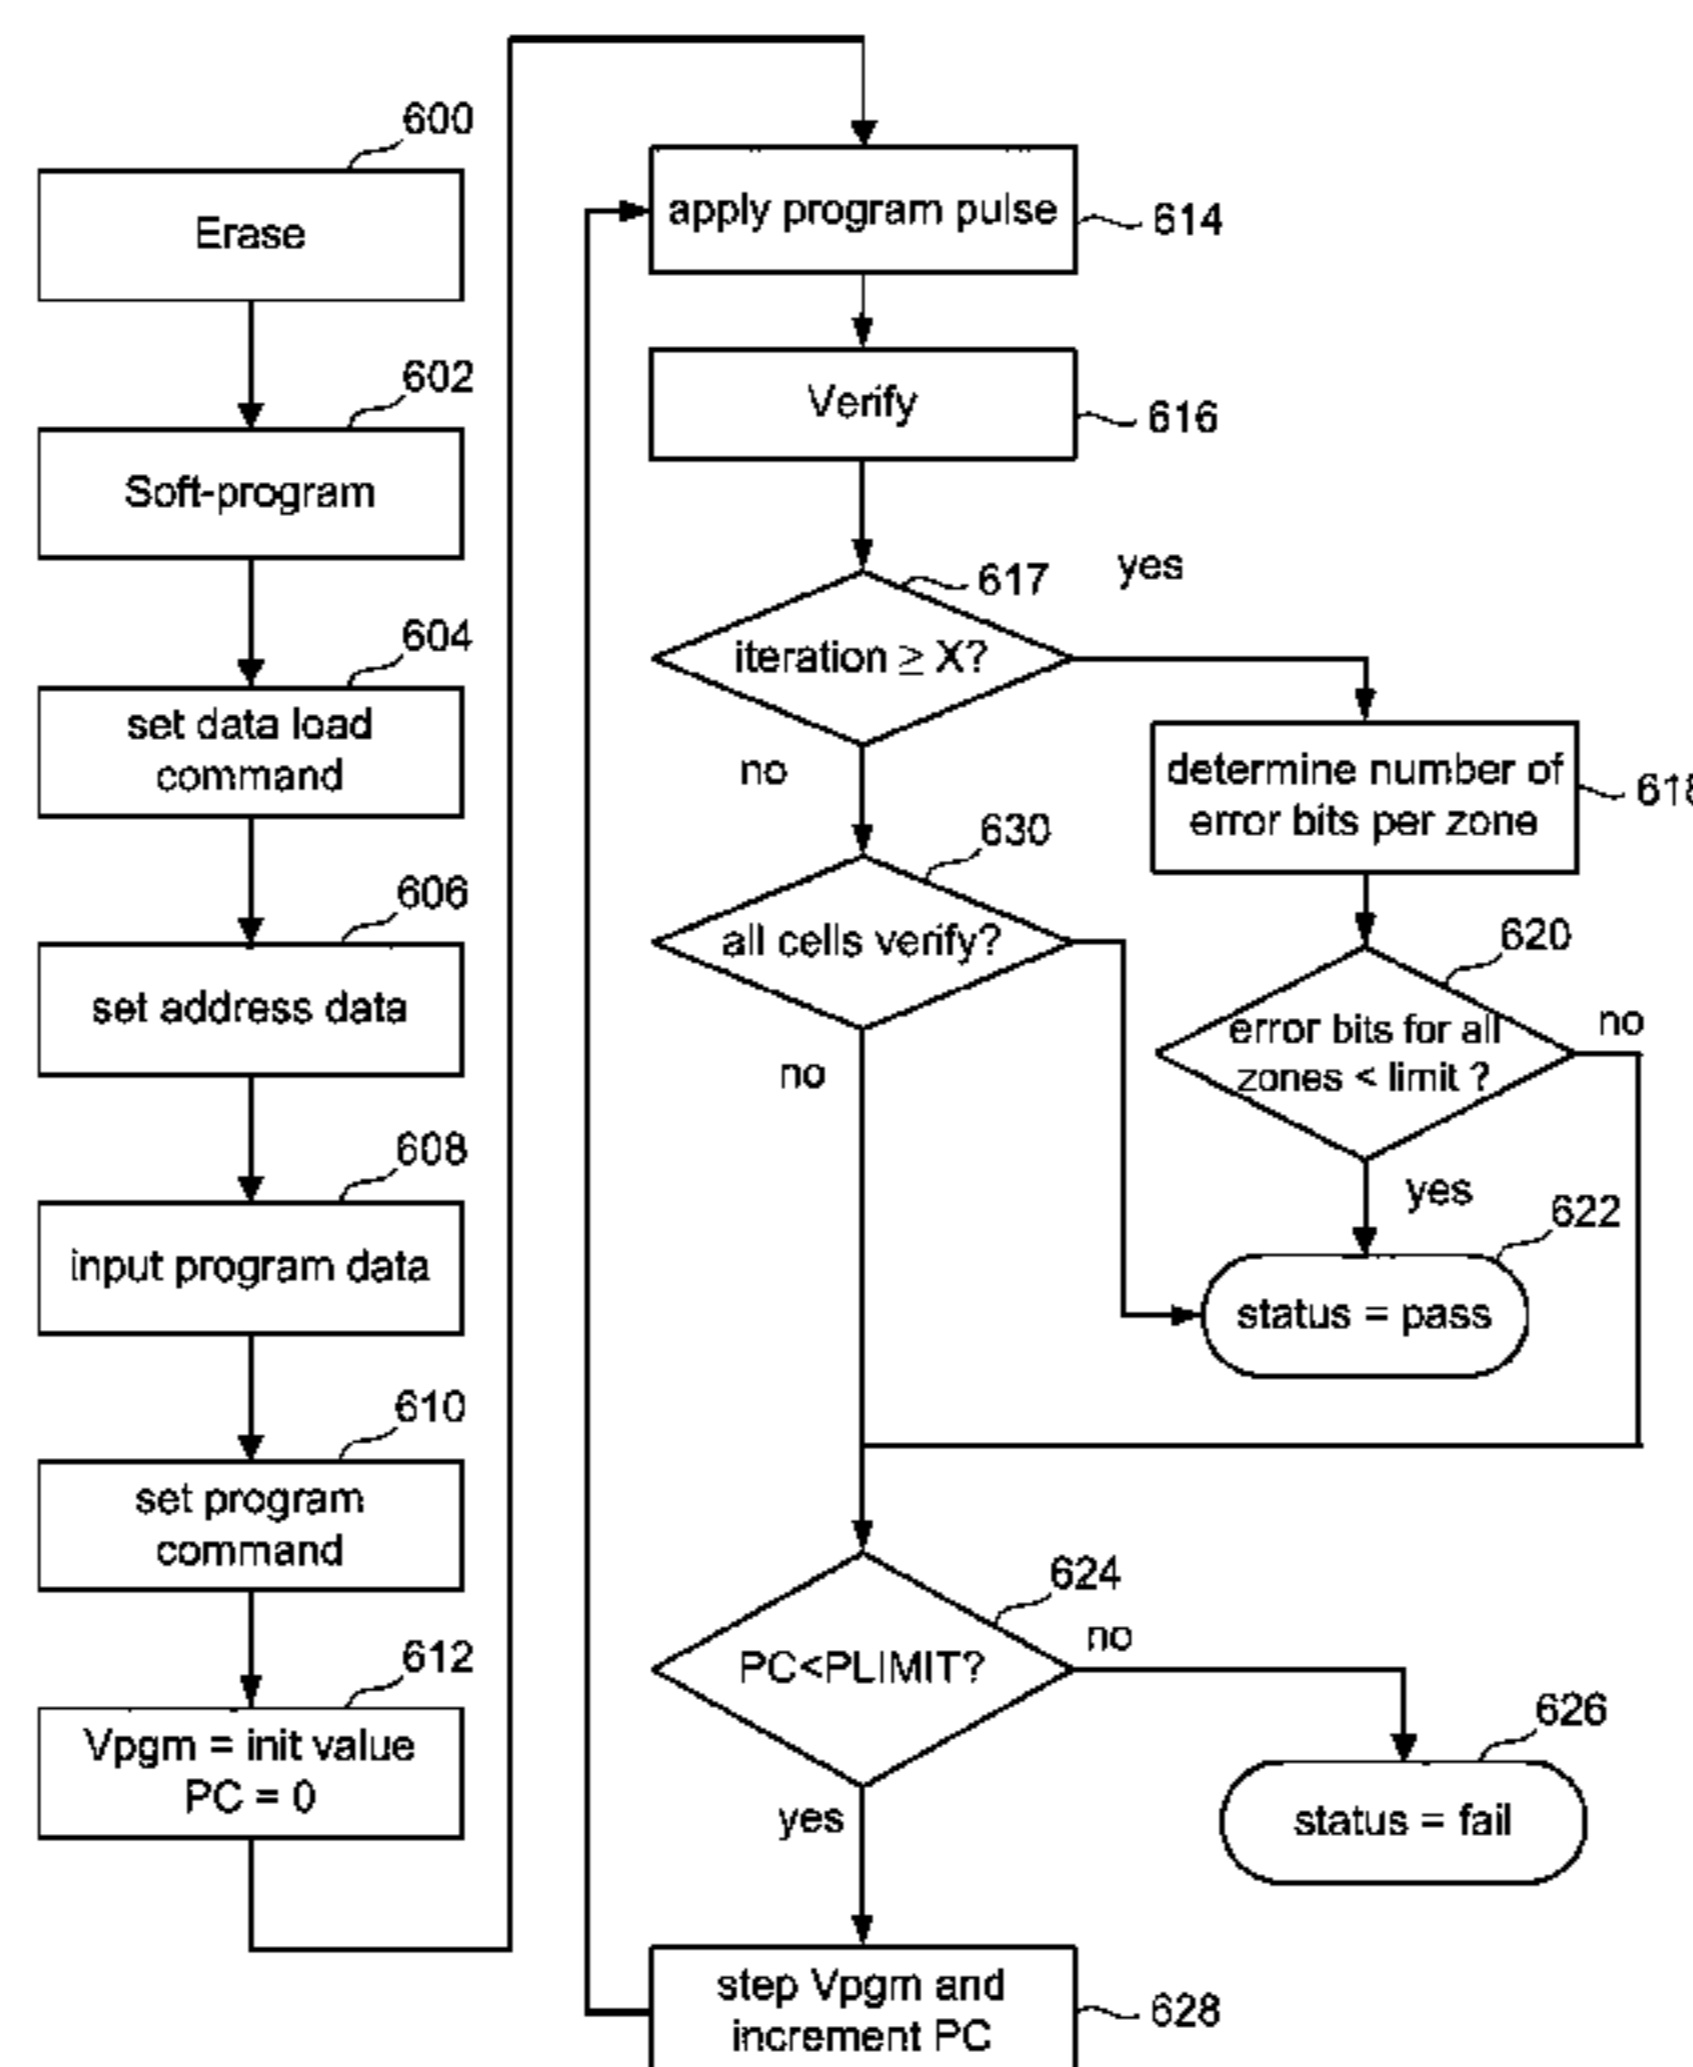 600
Erase
602
Soft-program
604
set data load
command
606
set address data
608
input program data
610
set program
command
612
Vpgm = init value
PC = 0
apply program pulse
614
Verify
616
617
yes
iteration ≥ X?
no
determine number of
error bits per zone
618
630
all cells verify?
no
620
error bits for all
zones < limit ?
no
yes
622
status = pass
624
PC<PLIMIT?
no
yes
626
status = fail
step Vpgm and
increment PC
628